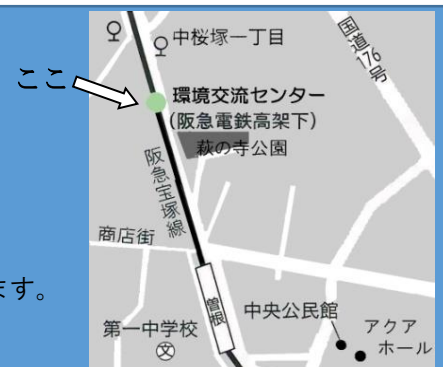 中桜塚一丁目
国道176号
ここ
環境交流センター
(阪急電鉄高架下)
萩の寺公園
阪急宝塚線
商店街
ます。
曽根
中央公民館
第一中学校
文
アクア
ホール